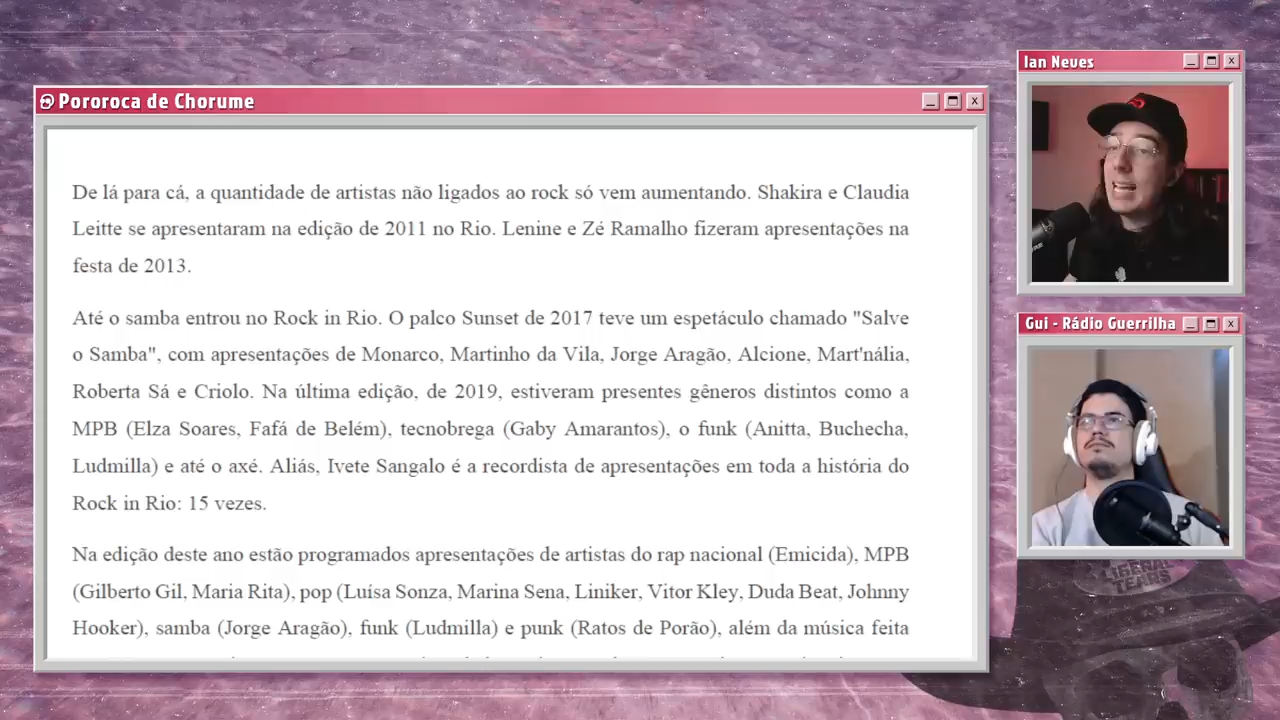 Pororoca de Chorume
De lá para cá, a quantidade de artistas não ligados ao rock só vem aumentando. Shakira e Claudia
Leitte se apresentaram na edição de 2011 no Rio. Lenine e Zé Ramalho fizeram apresentações na
festa de 2013.
Até o samba entrou no Rock in Rio. O palco Sunset de 2017 teve um espetáculo chamado "Salve
o Samba", com apresentações de Monarco, Martinho da Vila, Jorge Aragão, Alcione, Mart'nália,
Roberta Sá e Criolo. Na última edição, de 2019, estiveram presentes gêneros distintos como a
MPB (Elza Soares, Fafá de Belém), tecnobrega (Gaby Amarantos), o funk (Anitta, Buchecha,
Ludmilla) e até o axé. Aliás, Ivete Sangalo é a recordista de apresentações em toda a história do
Rock in Rio: 15 vezes.
Na edição deste ano estão programados apresentações de artistas do rap nacional (Emicida), MPB
(Gilberto Gil, Maria Rita), pop (Luísa Sonza, Marina Sena, Liniker, Vitor Kley, Duda Beat, Johnny
Hooker), samba (Jorge Aragão), funk (Ludmilla) e punk (Ratos de Porão), além da música feita
Ian Neves
Gui - Rádio Guerrilha
LIBERAL
TEARS